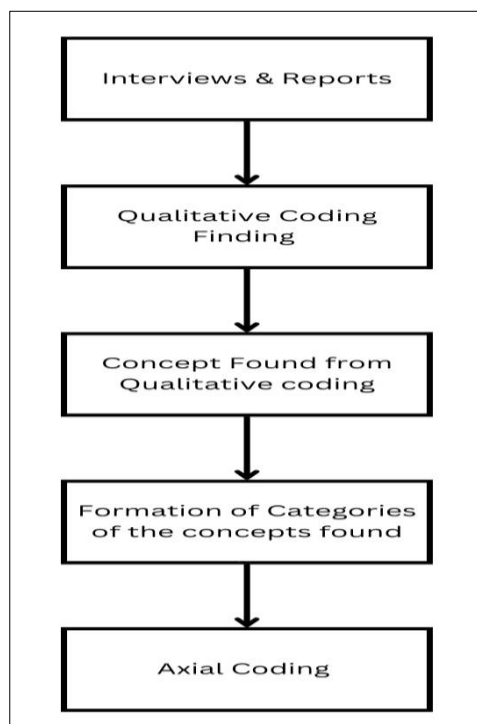 Interviews & Reports
Qualitative Coding
Finding
Concept Found from
Qualitative coding
Formation of Categories
of the concepts found
Axial Coding